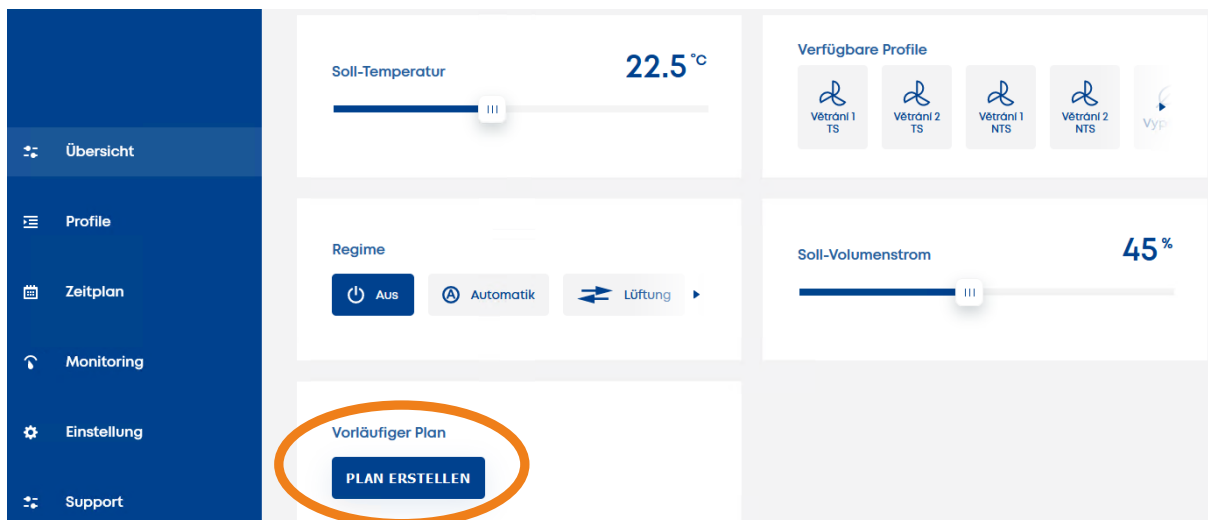 Übersicht
Profile
Zeitplan
Monitoring
Einstellung
Support
Soll-Temperatur
22.5 °C
Verfügbare Profile
Větrání 1
TS
Větrání 2
TS
Větrání 1
NTS
Větrání 2
NTS
Regime
Aus
A Automatik
Lüftung
Soll-Volumenstrom
45 %
Vorläufiger Plan
PLAN ERSTELLEN